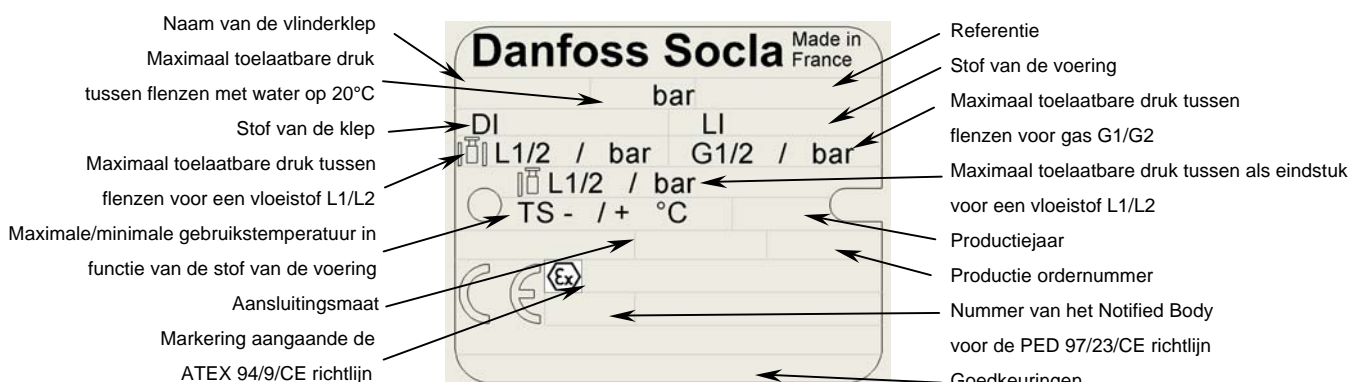 Naam van de vlinderklep
Maximaal toelaatbare druk
tussen flenzen met water op 20°C
Stof van de klep
Maximaal toelaatbare druk tussen
flenzen voor een vloeistof L1/L2
Maximale/minimale gebruikstemperatuur in
functie van de stof van de voering
Aansluitingsmaat
Markering aangaande de
ATEX 94/9/CE richtlijn
Danfoss Socla Made in
France
bar
DI LI
L1/2 / bar G1/2 / bar
L1/2 / bar
TS - / + °C
CE Ex
Referentie
Stof van de voering
Maximaal toelaatbare druk tussen
flenzen voor gas G1/G2
Maximaal toelaatbare druk tussen als eindstuk
voor een vloeistof L1/L2
Productiejaar
Productie ordernummer
Nummer van het Notified Body
voor de PED 97/23/CE richtlijn
Goedkeuringen